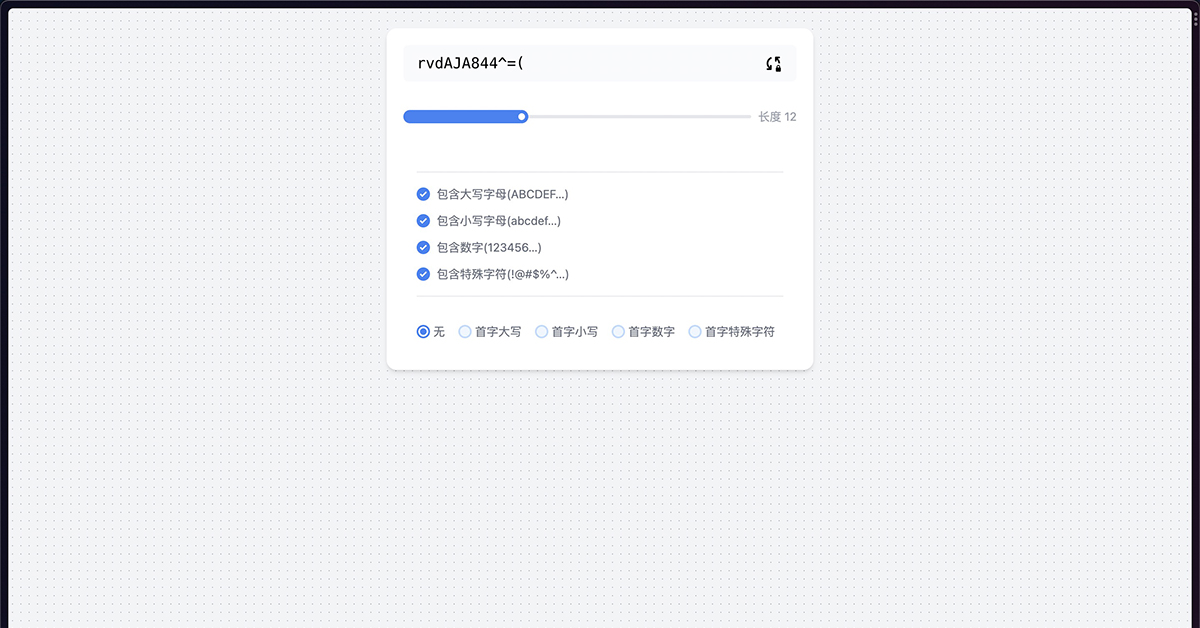 rvdAJA844^=(
长度 12
包含大写字母(ABCDEF...)
包含小写字母(abcdef...)
包含数字(123456...)
包含特殊字符(!@#$%^...)
无 首字大写 首字小写 首字数字 首字特殊字符